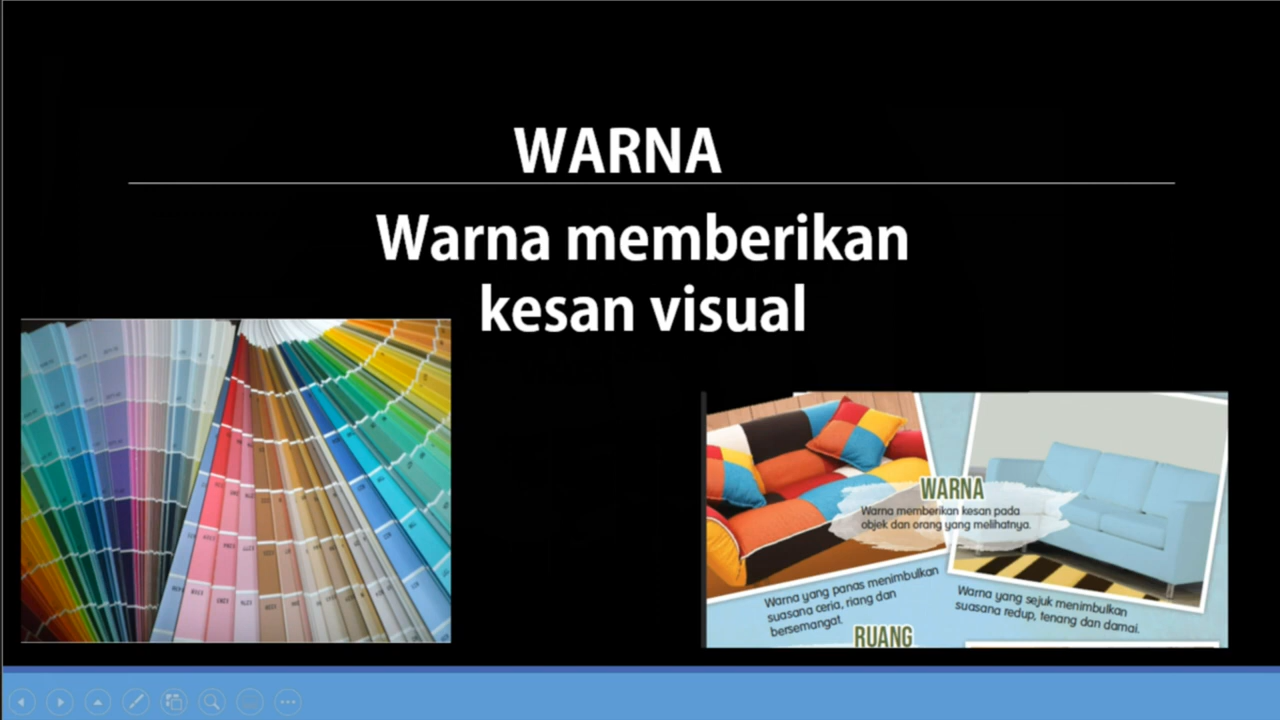 WARNA
Warna memberikan
kesan visual
WARNA
Warna memberikan kesan pada
objek dan orang yang melihatnya.
Warna yang panas menimbulkan
suasana ceria, riang dan
bersemangat.
Warna yang sejuk menimbulkan
suasana redup, tenang dan damai.
RUANG